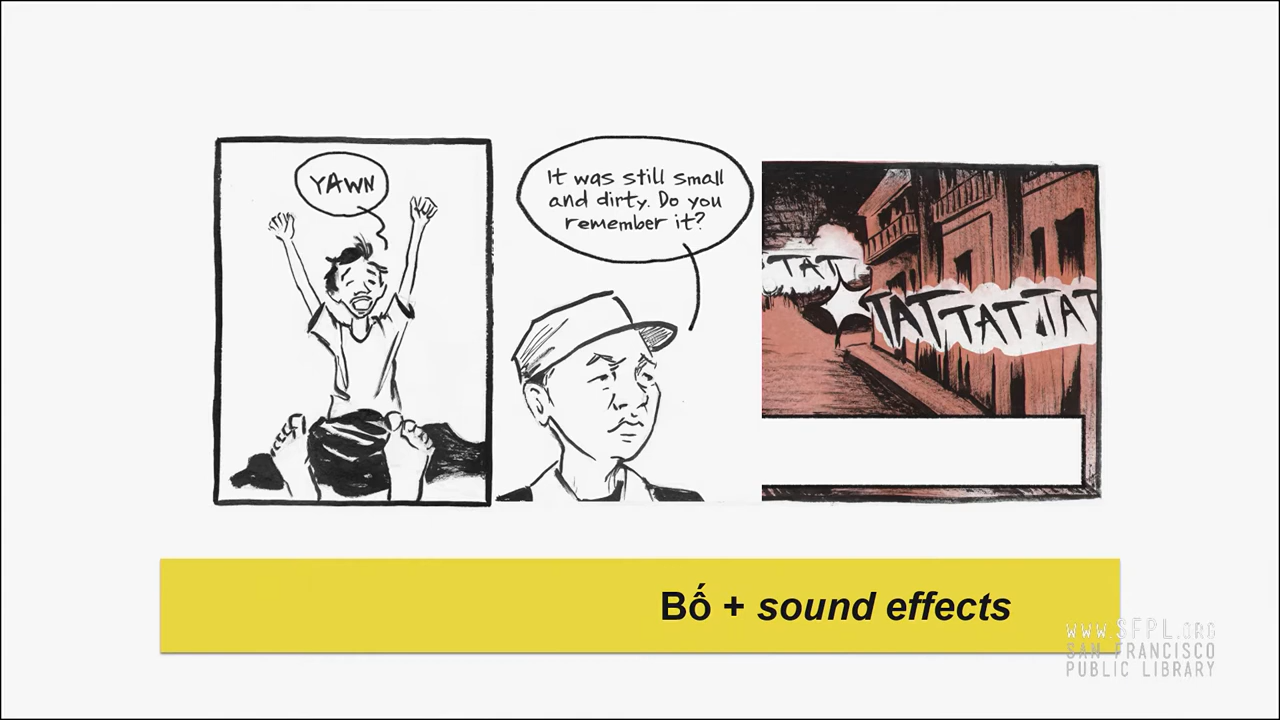 YAWN
It was still small
and dirty. Do you
remember it?
TAT
TAT TAT TAT
Bố + sound effects
WWW.SFPL.ORG
SAN FRANCISCO
PUBLIC LIBRARY